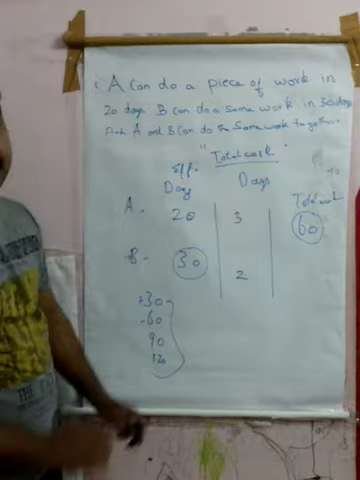 A Can do a piece of work in
20 days B Can do a Same work in 30 days
Find A and B Can do the Same work together
"Total work"
Eff.
Day
Days
Total work
A - 20 3 60
B - 30 2
30
60
90
120
THE